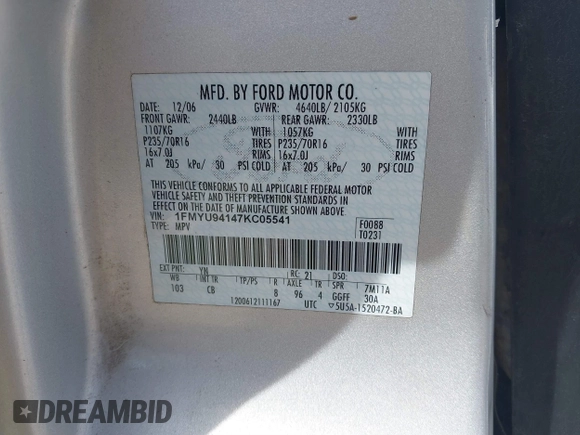 MFD. BY FORD MOTOR CO.
DATE: 12/06 GVWR: 4640LB/ 2105KG
FRONT GAWR: 2440LB REAR GAWR: 2330LB
1107KG WITH 1057KG WITH
P235/70R16 TIRES P235/70R16 TIRES
16x7.0J RIMS 16x7.0J RIMS
AT 205 kPa/ 30 PSI COLD AT 205 kPa/ 30 PSI COLD
THIS VEHICLE CONFORMS TO ALL APPLICABLE FEDERAL MOTOR
VEHICLE SAFETY AND THEFT PREVENTION STANDARDS IN EFFECT
ON THE DATE OF MANUFACTURE SHOWN ABOVE.
VIN: 1FMYU94147KC05541 F0088
TYPE: MPV T0231
EXT PNT: YN RC: 21 DSO:
WB INT TR TP/PS R AXLE TR SPR 7M11A
103 CB 8 96 4 GGFF 30A
1200612111167 UTC 5U5A-1520472-BA
DREAMBID